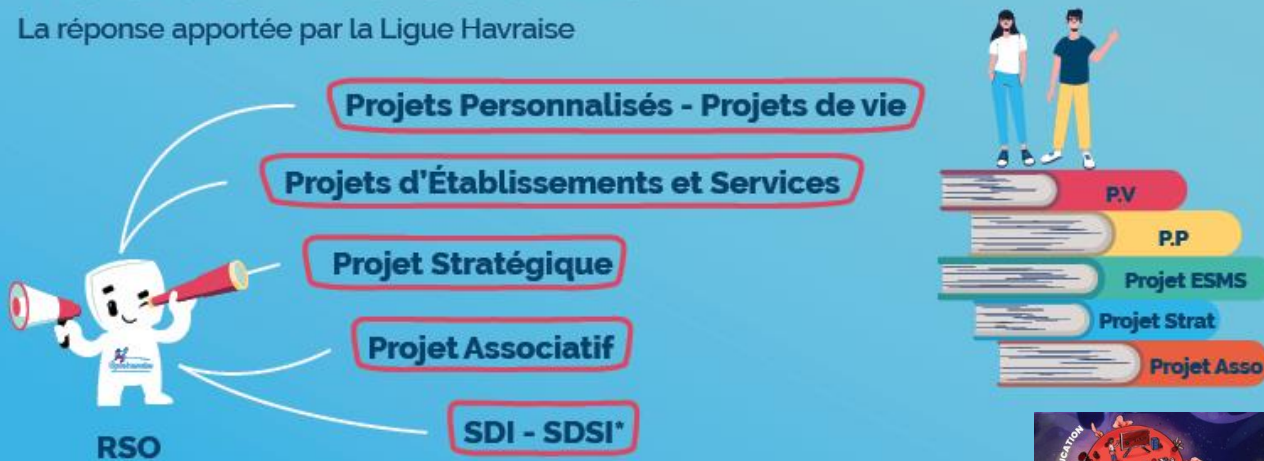 La réponse apportée par la Ligue Havraise
Projets Personnalisés - Projets de vie
Projets d'Établissements et Services
Projet Stratégique
Projet Associatif
SDI - SDSI*
RSO
P.V
P.P
Projet ESMS
Projet Strat
Projet Asso